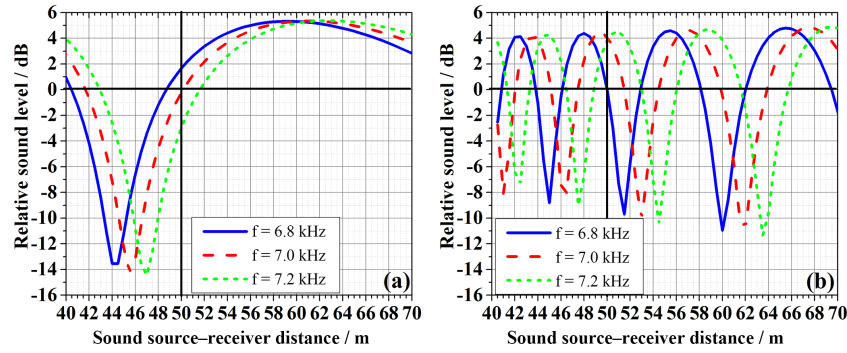 Relative sound level / dB
6
4
2
0
-2
-4
-6
-8
-10
-12
-14
-16
f = 6.8 kHz
f = 7.0 kHz
f = 7.2 kHz
(a)
40 42 44 46 48 50 52 54 56 58 60 62 64 66 68 70
Sound source–receiver distance / m
Relative sound level / dB
6
4
2
0
-2
-4
-6
-8
-10
-12
-14
-16
f = 6.8 kHz
f = 7.0 kHz
f = 7.2 kHz
(b)
40 42 44 46 48 50 52 54 56 58 60 62 64 66 68 70
Sound source–receiver distance / m